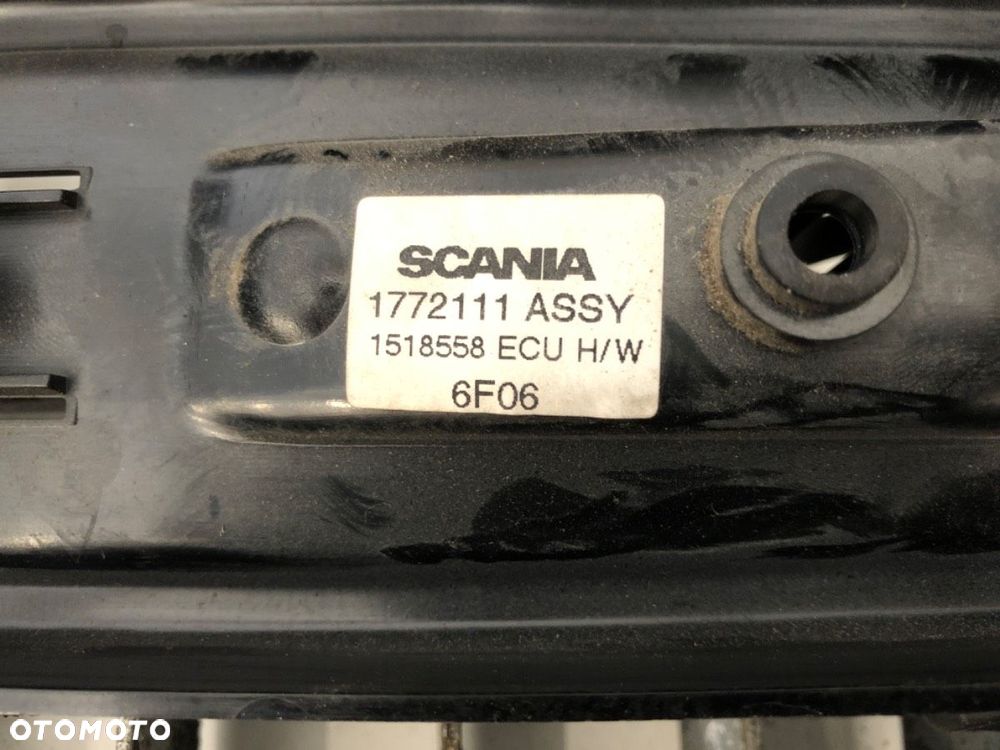 SCANIA
1772111 ASSY
1518558 ECU H/W
6F06
OTOMOTO